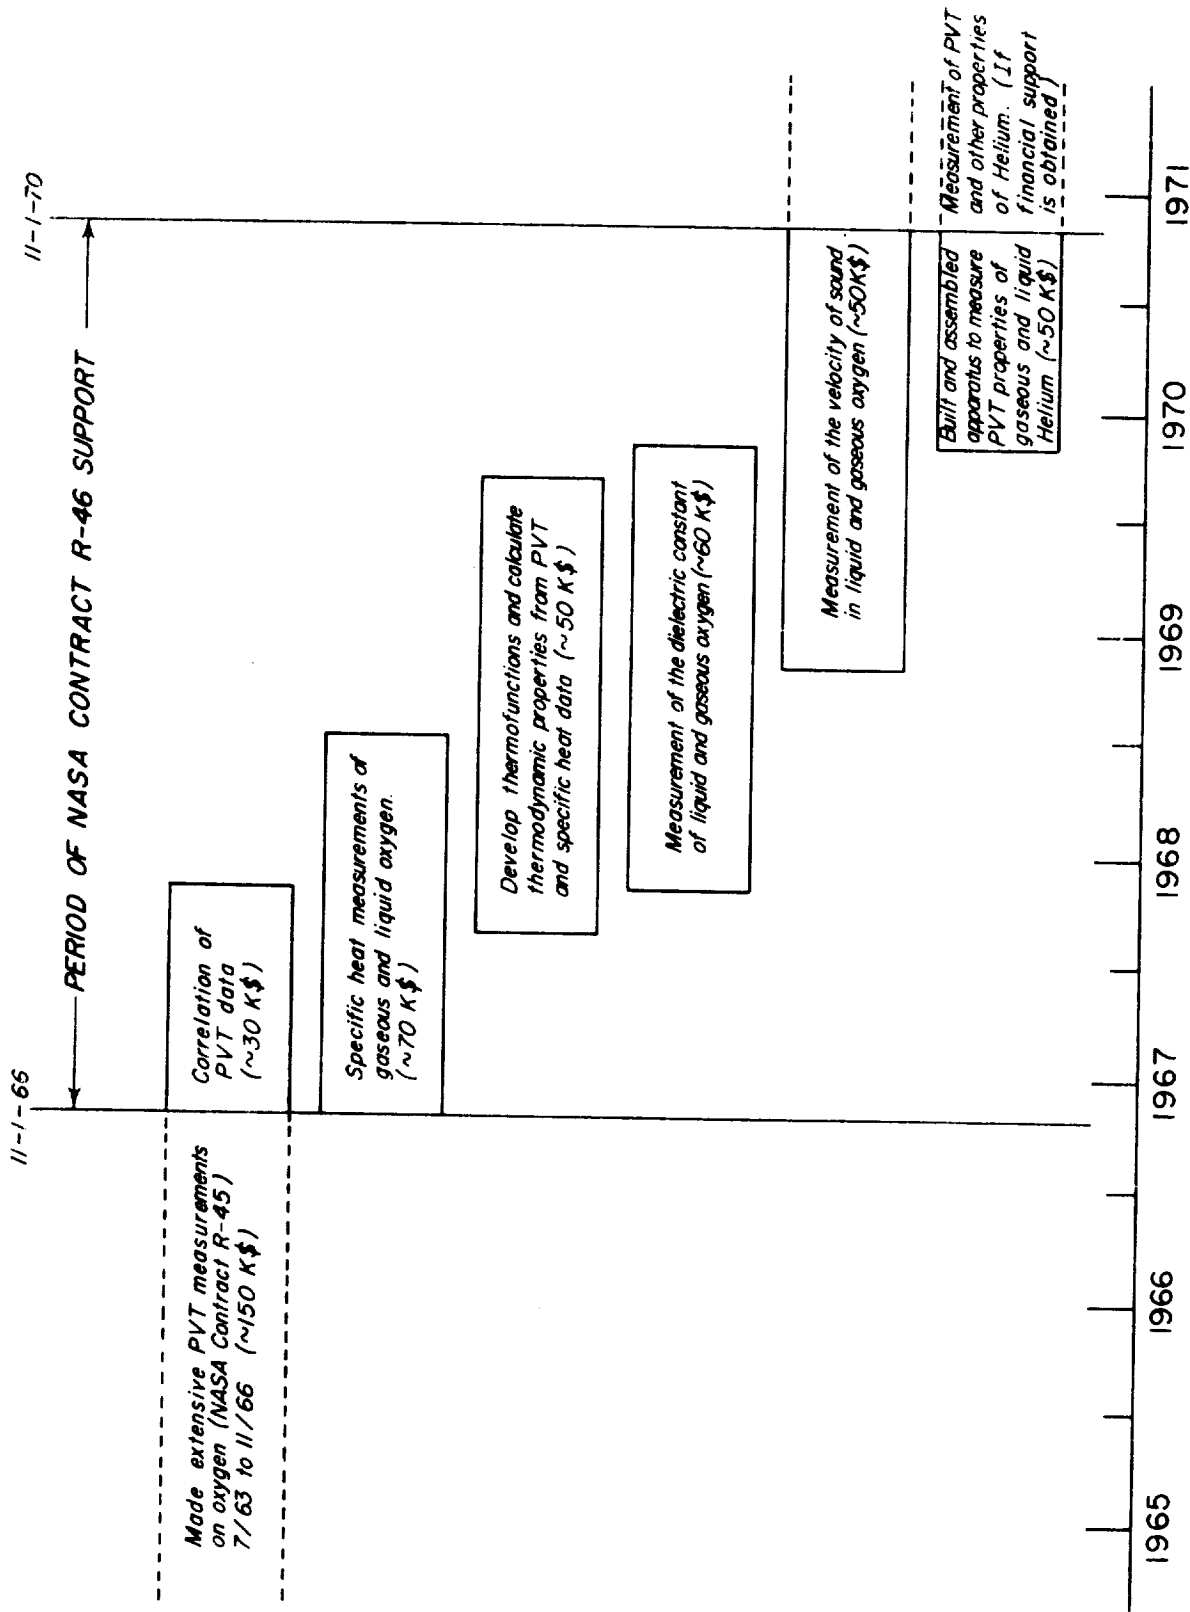 11-1-66
11-1-70
PERIOD OF NASA CONTRACT R-46 SUPPORT
Made extensive PVT measurements
on oxygen (NASA Contract R-45)
7/63 to 11/66 (~150 K$)
Correlation of
PVT data
(~30 K$)
Specific heat measurements of
gaseous and liquid oxygen.
(~70 K$)
Develop thermofunctions and calculate
thermodynamic properties from PVT
and specific heat data (~50 K$)
Measurement of the dielectric constant
of liquid and gaseous oxygen (~60 K$)
Measurement of the velocity of sound
in liquid and gaseous oxygen (~50K$)
Built and assembled
apparatus to measure
PVT properties of
gaseous and liquid
Helium (~50 K$)
Measurement of PVT
and other properties
of Helium. (If
financial support
is obtained)
1965
1966
1967
1968
1969
1970
1971